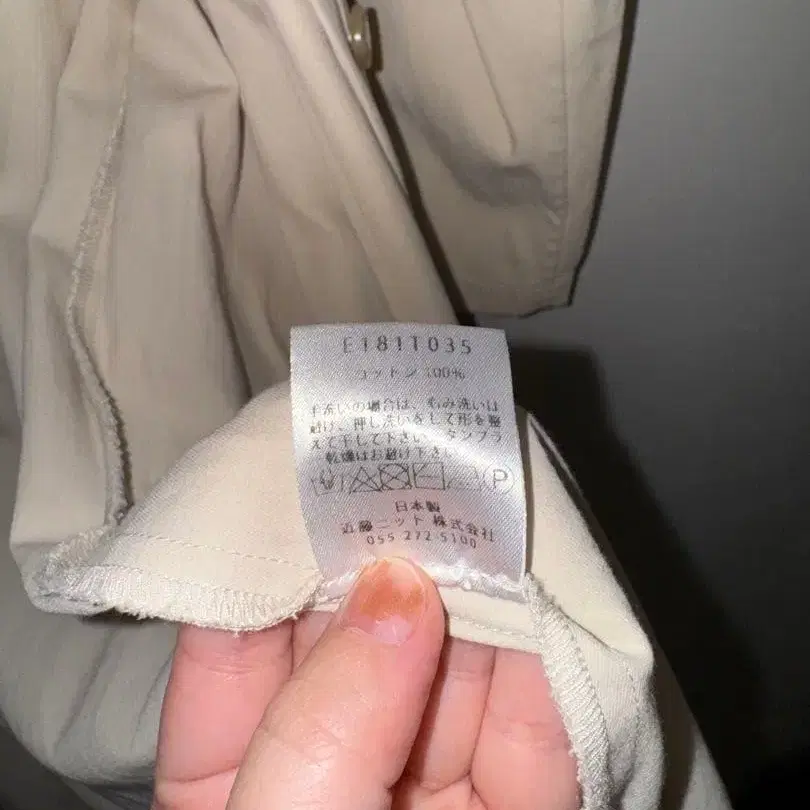 E181T035
コットン 100%
手洗いの場合は、もみ洗いは
避け、押し洗いをして形を整
えて干して下さい。タンブラ
乾燥はお避け下さい
P
日本製
近藤ニット 株式会社
055 272 5100